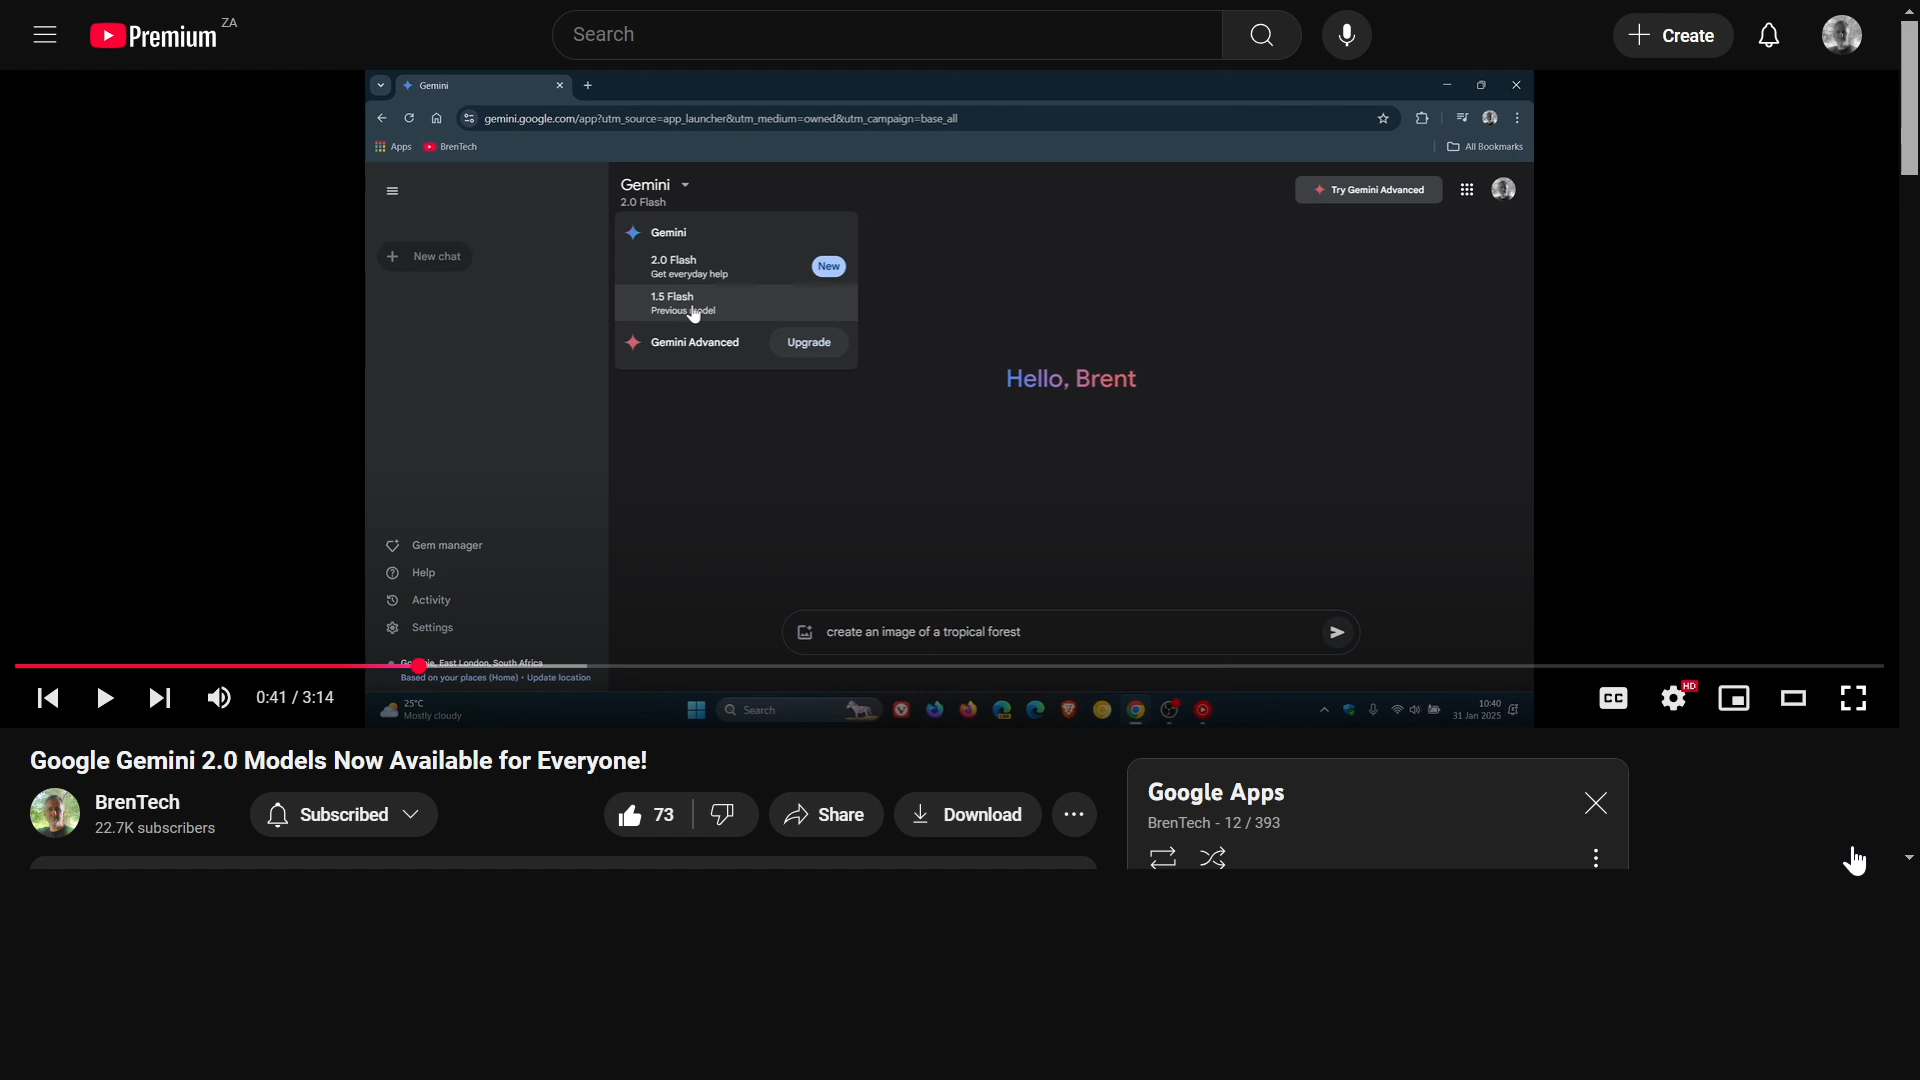 Premium ZA
Search
Create
Gemini
gemini.google.com/app?utm_source=app_launcher&utm_medium=owned&utm_campaign=base_all
Apps
BrenTech
All Bookmarks
Gemini
2.0 Flash
Try Gemini Advanced
New chat
Gemini
2.0 Flash
Get everyday help
New
1.5 Flash
Previous
Gemini Advanced
Upgrade
Hello, Brent
Gem manager
Help
Activity
Settings
create an image of a tropical forest
East London, South Africa
Based on your places (Home) • Update location
0:41 / 3:14
25°C
Mostly cloudy
Search
10:40
31 Jan 2025
CC
HD
Google Gemini 2.0 Models Now Available for Everyone!
BrenTech
22.7K subscribers
Subscribed
73
Share
Download
Google Apps
BrenTech - 12 / 393